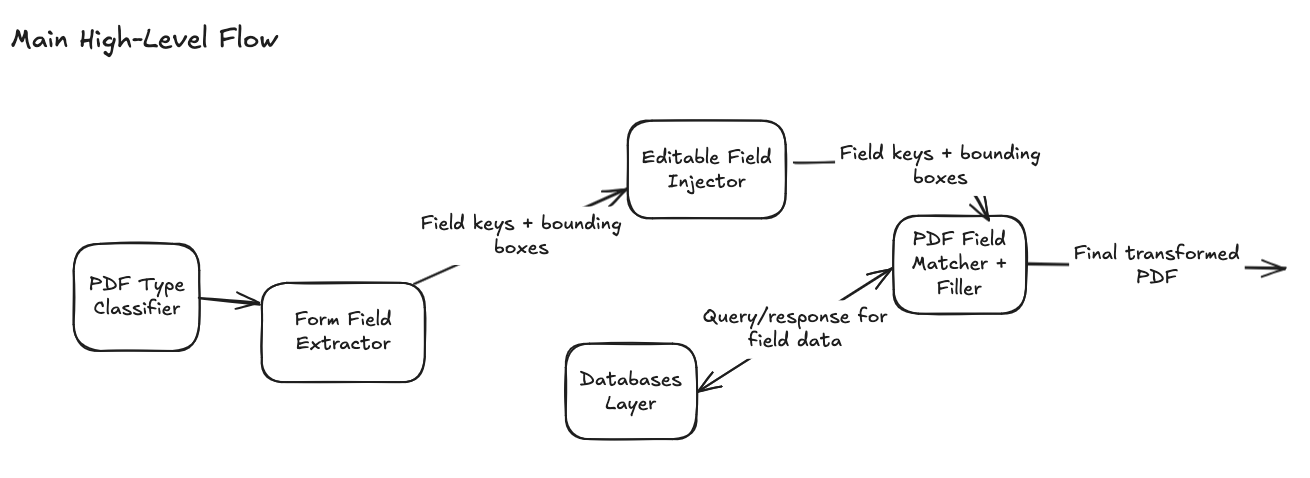 Main High-Level Flow
Editable Field
Injector
Field keys + bounding
boxes
Field keys + bounding
boxes
PDF Type
Classifier
Form Field
Extractor
PDF Field
Matcher +
Filler
Final transformed
PDF
Query/response for
field data
Databases
Layer